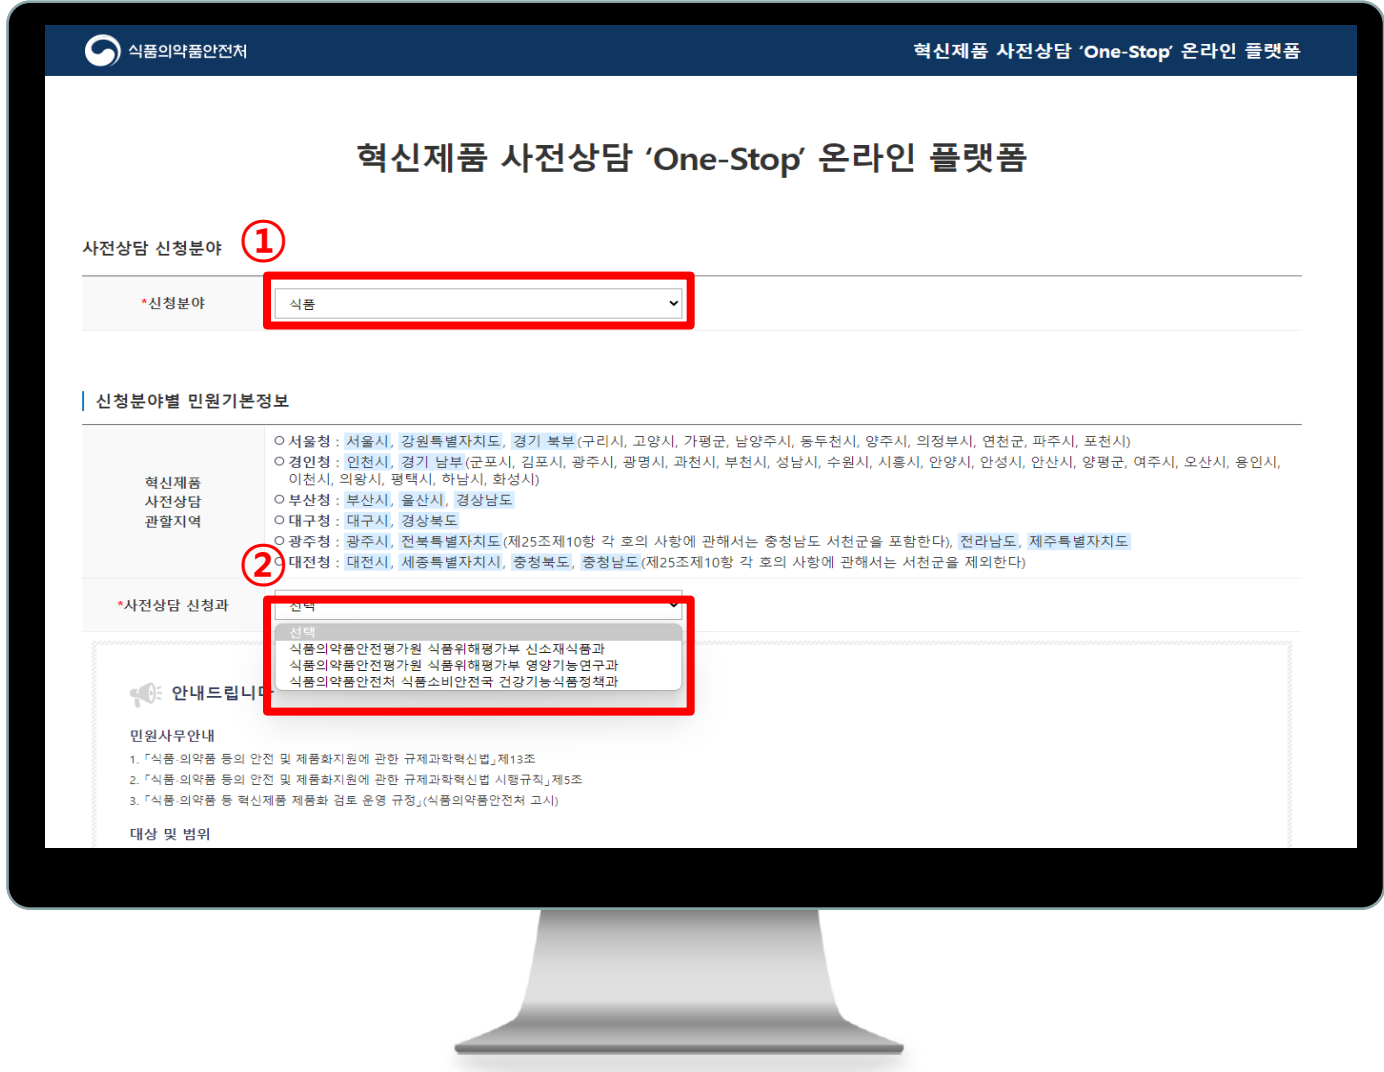 식품의약품안전처
혁신제품 사전상담 ‘One-Stop’ 온라인 플랫폼
혁신제품 사전상담 ‘One-Stop’ 온라인 플랫폼
사전상담 신청분야 ①
*신청분야
식품
신청분야별 민원기본정보
혁신제품
사전상담
관할지역
○ 서울청 : 서울시, 강원특별자치도, 경기 북부(구리시, 고양시, 가평군, 남양주시, 동두천시, 양주시, 의정부시, 연천군, 파주시, 포천시)
○ 경인청 : 인천시, 경기 남부(군포시, 김포시, 광주시, 광명시, 과천시, 부천시, 성남시, 수원시, 시흥시, 안양시, 안성시, 안산시, 양평군, 여주시, 오산시, 용인시,
이천시, 의왕시, 평택시, 하남시, 화성시)
○ 부산청 : 부산시, 울산시, 경상남도
○ 대구청 : 대구시, 경상북도
○ 광주청 : 광주시, 전북특별자치도(제25조제10항 각 호의 사항에 관해서는 충청남도 서천군을 포함한다), 전라남도, 제주특별자치도
○ 대전청 : 대전시, 세종특별자치시, 충청북도, 충청남도(제25조제10항 각 호의 사항에 관해서는 서천군을 제외한다)
②
*사전상담 신청과
선택
선택
식품의약품안전평가원 식품위해평가부 신소재식품과
식품의약품안전평가원 식품위해평가부 영양기능연구과
식품의약품안전처 식품소비안전국 건강기능식품정책과
안내드립니다
민원사무안내
1. 「식품·의약품 등의 안전 및 제품화지원에 관한 규제과학혁신법」제13조
2. 「식품·의약품 등의 안전 및 제품화지원에 관한 규제과학혁신법 시행규칙」제5조
3. 「식품·의약품 등 혁신제품 제품화 검토 운영 규정」(식품의약품안전처 고시)
대상 및 범위